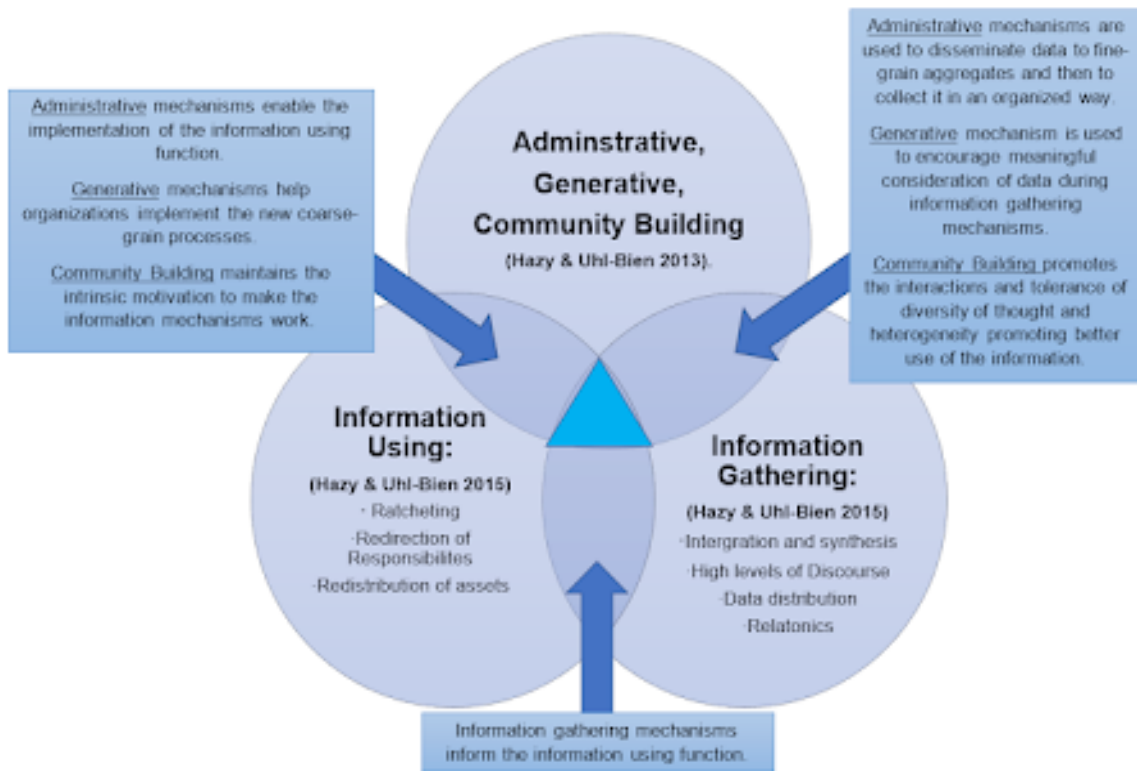 Administrative mechanisms enable the
implementation of the information using
function.
Generative mechanisms help
organizations implement the new coarse-
grain processes.
Community Building maintains the
intrinsic motivation to make the
information mechanisms work.
Adminstrative,
Generative,
Community Building
(Hazy & Uhl-Bien 2013).
Administrative mechanisms are
used to disseminate data to fine-
grain aggregates and then to
collect it in an organized way.
Generative mechanism is used
to encourage meaningful
consideration of data during
information gathering
mechanisms.
Community Building promotes
the interactions and tolerance of
diversity of thought and
heterogeneity promoting better
use of the information.
Information
Using:
(Hazy & Uhl-Bien 2015)
· Ratcheting
·Redirection of
Responsibilites
·Redistribution of assets
Information
Gathering:
(Hazy & Uhl-Bien 2015)
·Intergration and synthesis
·High levels of Discourse
·Data distribution
·Relatonics
Information gathering mechanisms
inform the information using function.